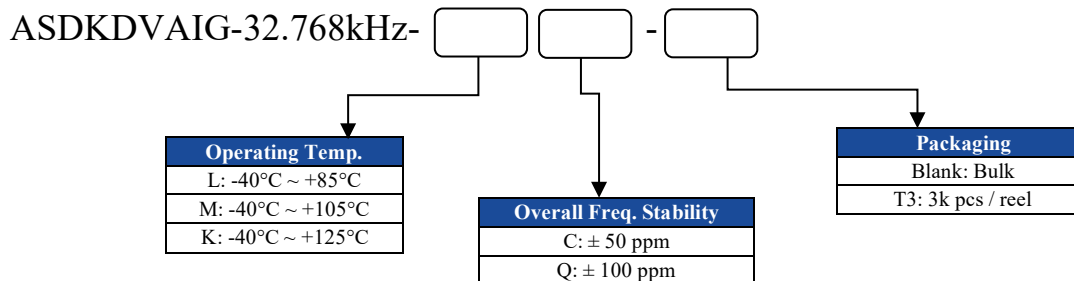 ASDKDVAIG-32.768kHz- -
Operating Temp.
L: -40°C ~ +85°C
M: -40°C ~ +105°C
K: -40°C ~ +125°C
Overall Freq. Stability
C: ± 50 ppm
Q: ± 100 ppm
Packaging
Blank: Bulk
T3: 3k pcs / reel